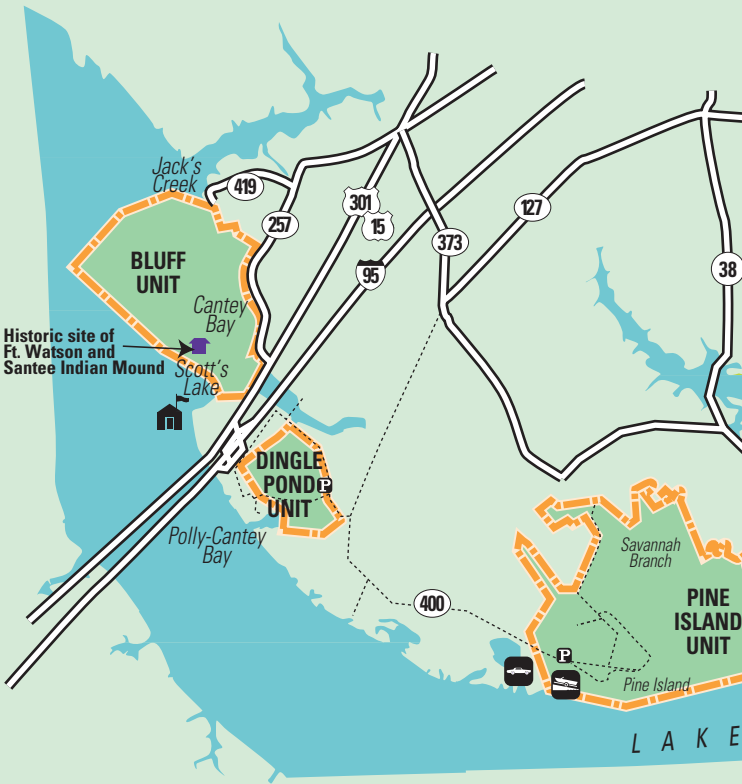 Jack's
Creek
419
301
15
257
127
373
BLUFF
UNIT
95
38
Cantey
Bay
Historic site of
Ft. Watson and
Santee Indian Mound
Scott's
Lake
DINGLE
POND
UNIT
P
Polly-Cantey
Bay
Savannah
Branch
400
PINE
ISLAND
UNIT
P
Pine Island
LAKE